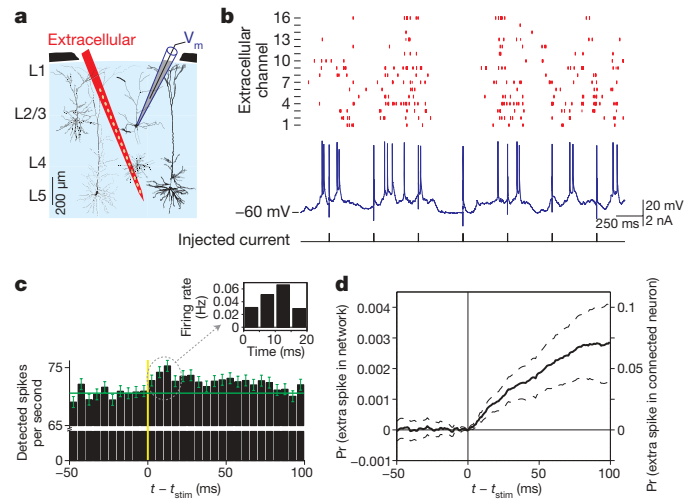 a
Extracellular
Vm
L1
L2/3
L4
L5
200 μm
b
Extracellular channel
16
13
10
7
4
1
–60 mV
20 mV
2 nA
250 ms
Injected current
c
Firing rate (Hz)
0.06
0.04
0.02
0
0 10 20
Time (ms)
Detected spikes per second
75
65
0
-50 0 50 100
t – tstim (ms)
d
Pr (extra spike in network)
0.004
0.003
0.002
0.001
0
-0.001
0.1
0.05
0
Pr (extra spike in connected neuron)
-50 0 50 100
t – tstim (ms)